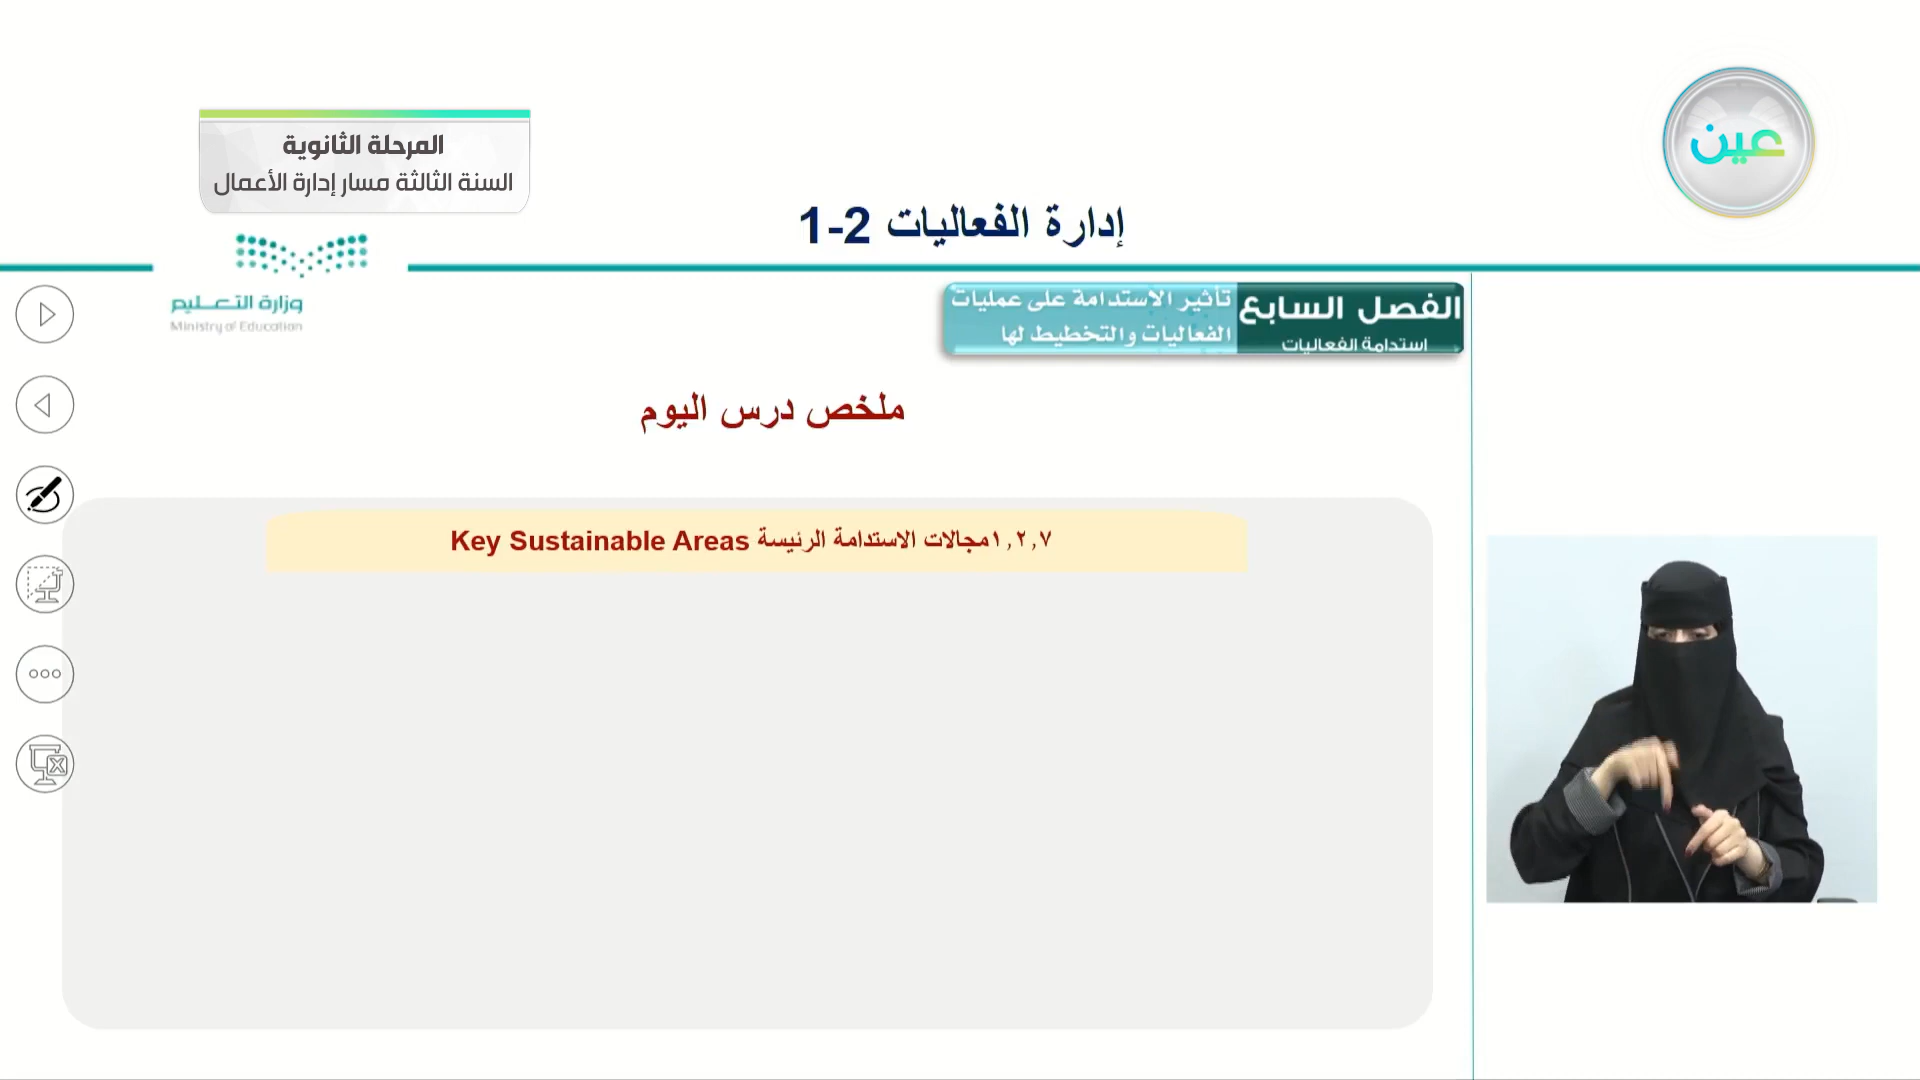 المرحلة الثانوية
السنة الثالثة مسار إدارة الأعمال
عين
إدارة الفعاليات 2-1
وزارة التعليم
Ministry of Education
الفصل السابع
استدامة الفعاليات
تأثير الاستدامة على عمليات
الفعاليات والتخطيط لها
ملخص درس اليوم
١,٢,٧مجالات الاستدامة الرئيسة Key Sustainable Areas